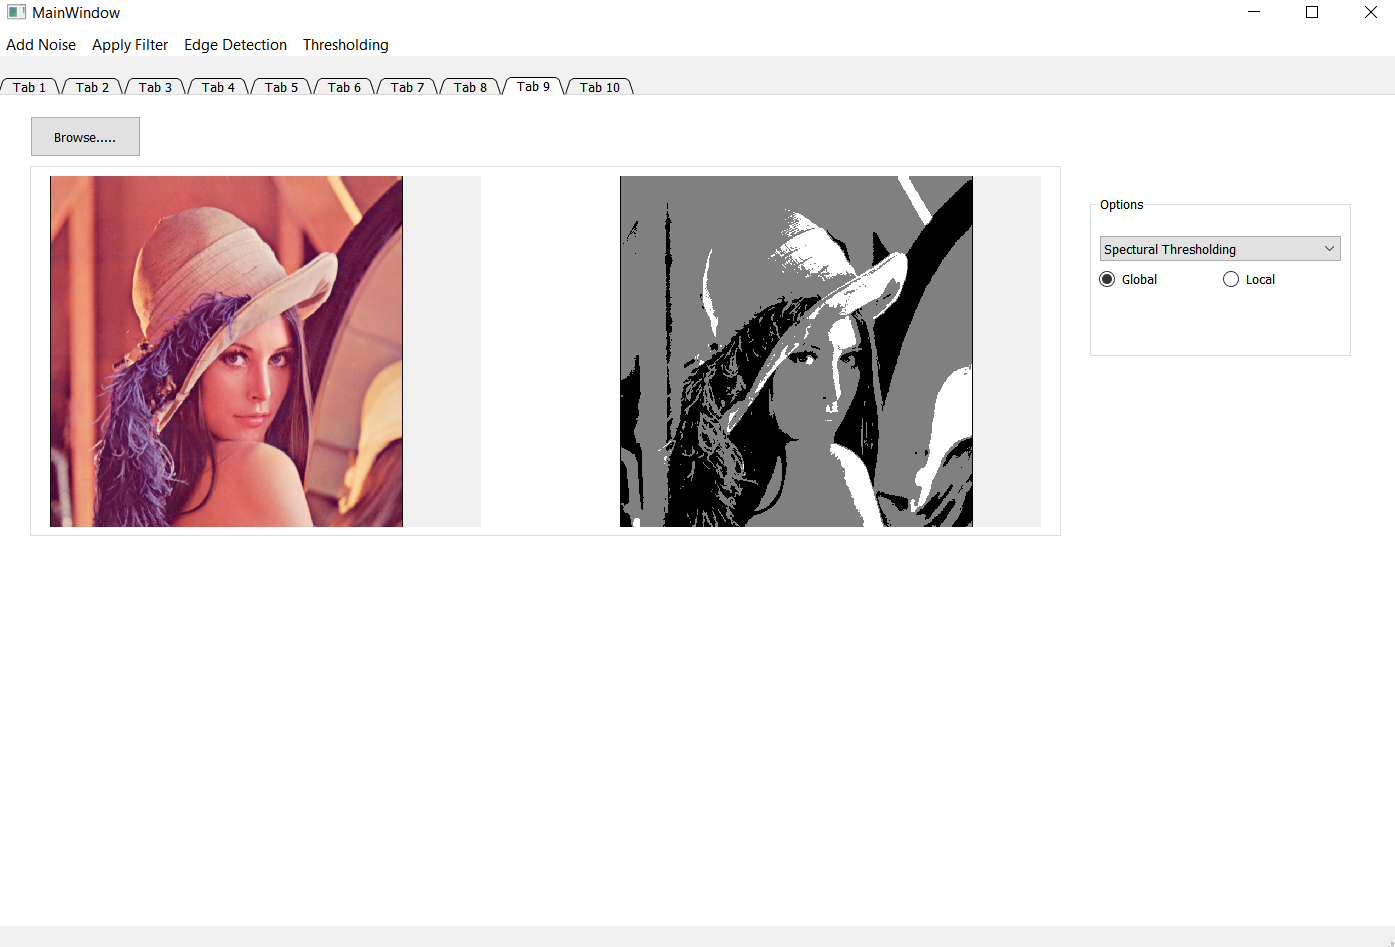 MainWindow
Add Noise Apply Filter Edge Detection Thresholding
Tab 1 Tab 2 Tab 3 Tab 4 Tab 5 Tab 6 Tab 7 Tab 8 Tab 9 Tab 10
Browse.....
Options
Spectural Thresholding
Global Local